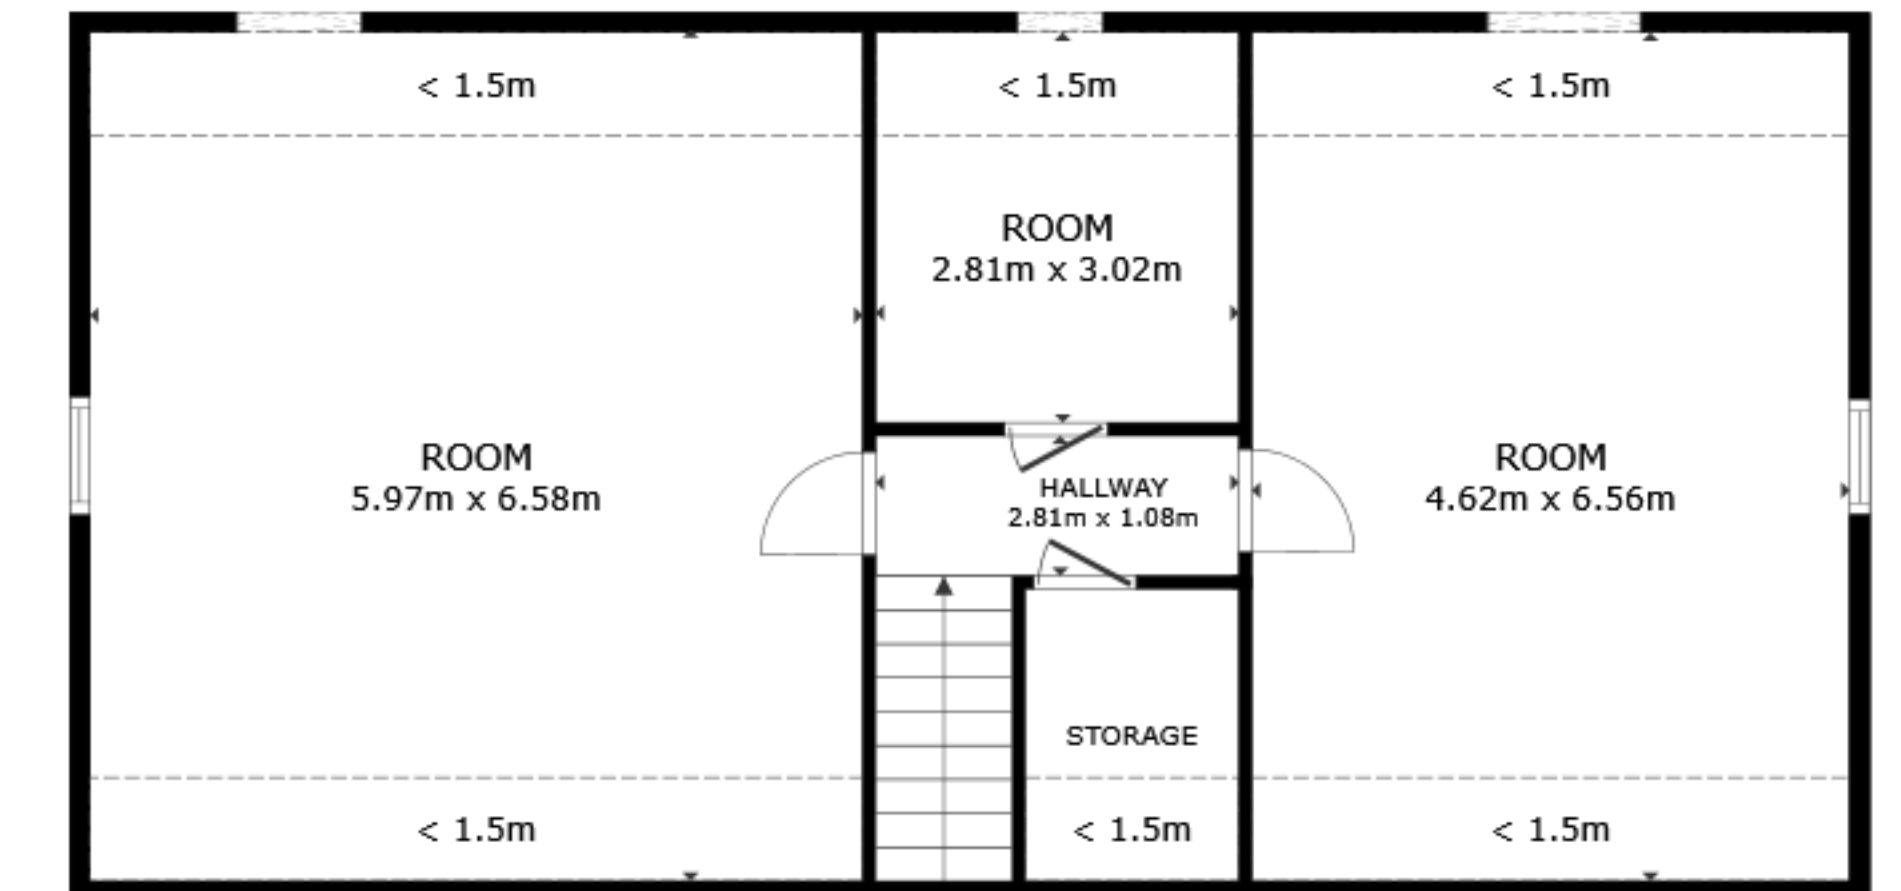 < 1.5m
< 1.5m
< 1.5m
ROOM
2.81m x 3.02m
ROOM
5.97m x 6.58m
HALLWAY
2.81m x 1.08m
ROOM
4.62m x 6.56m
STORAGE
< 1.5m
< 1.5m
< 1.5m